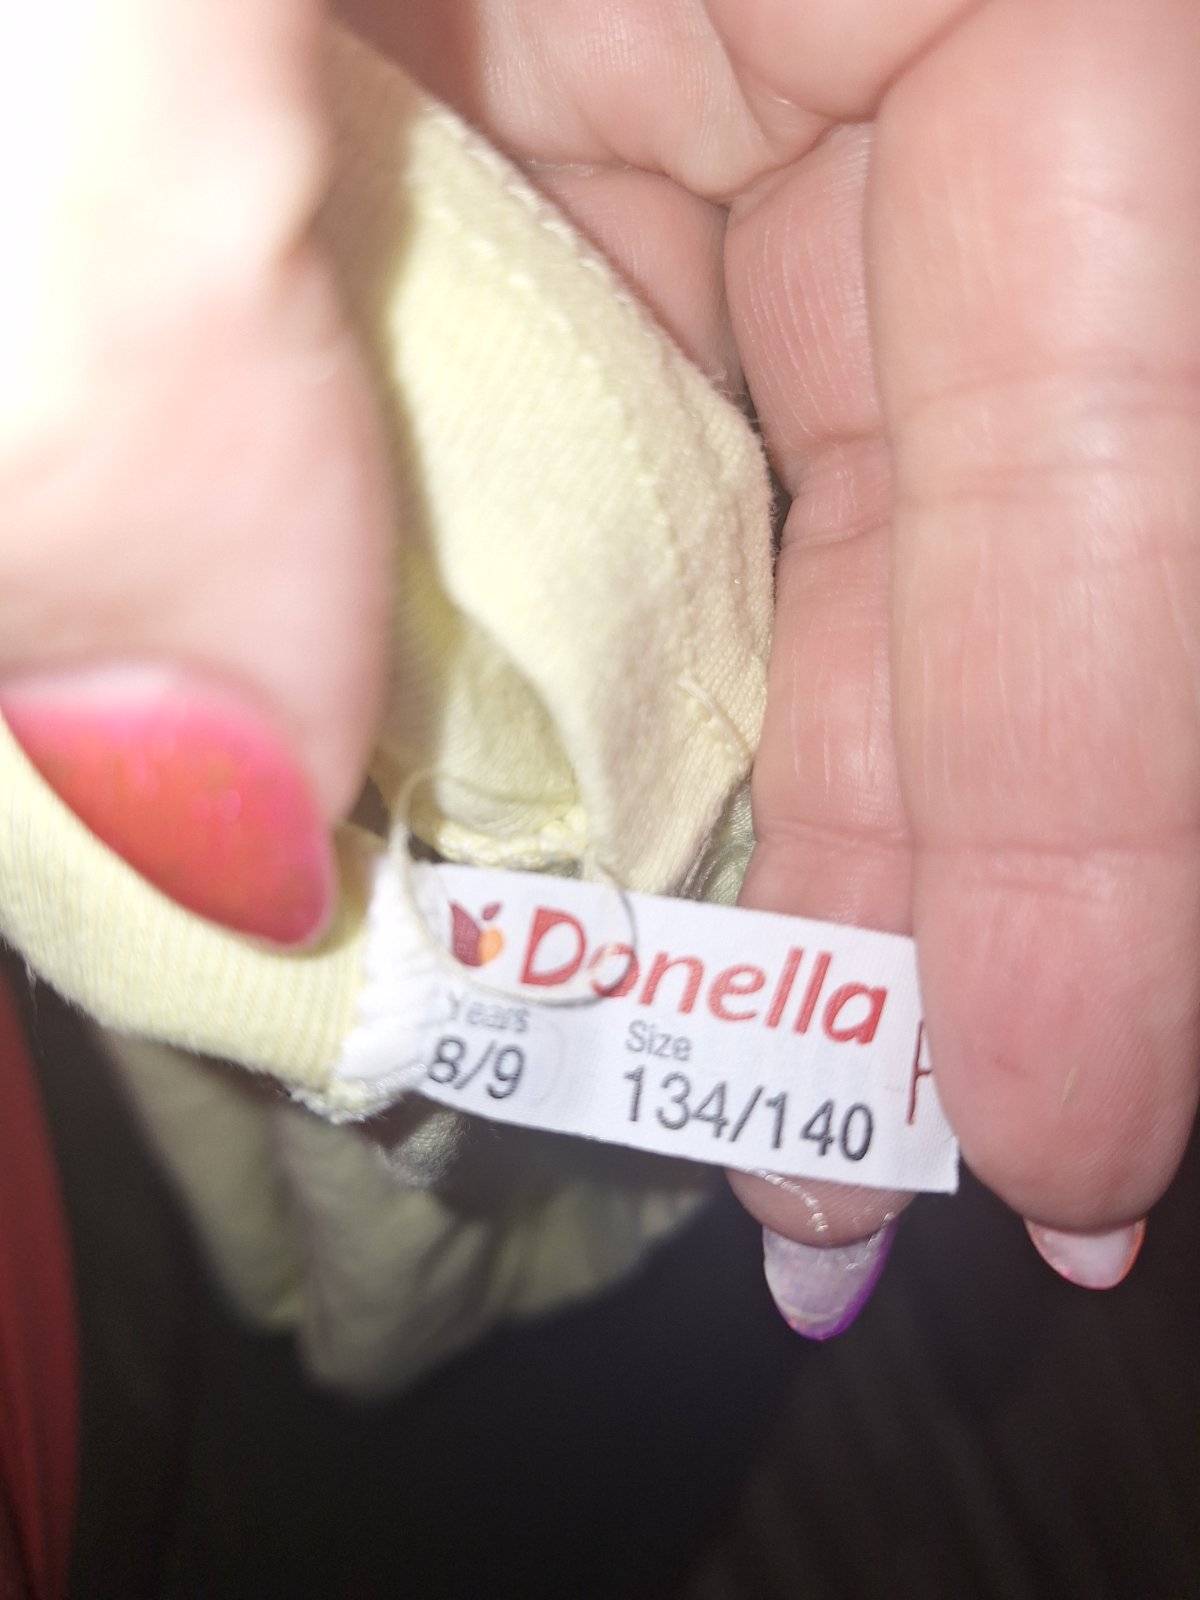 Donella
Years
Size
8/9
134/140